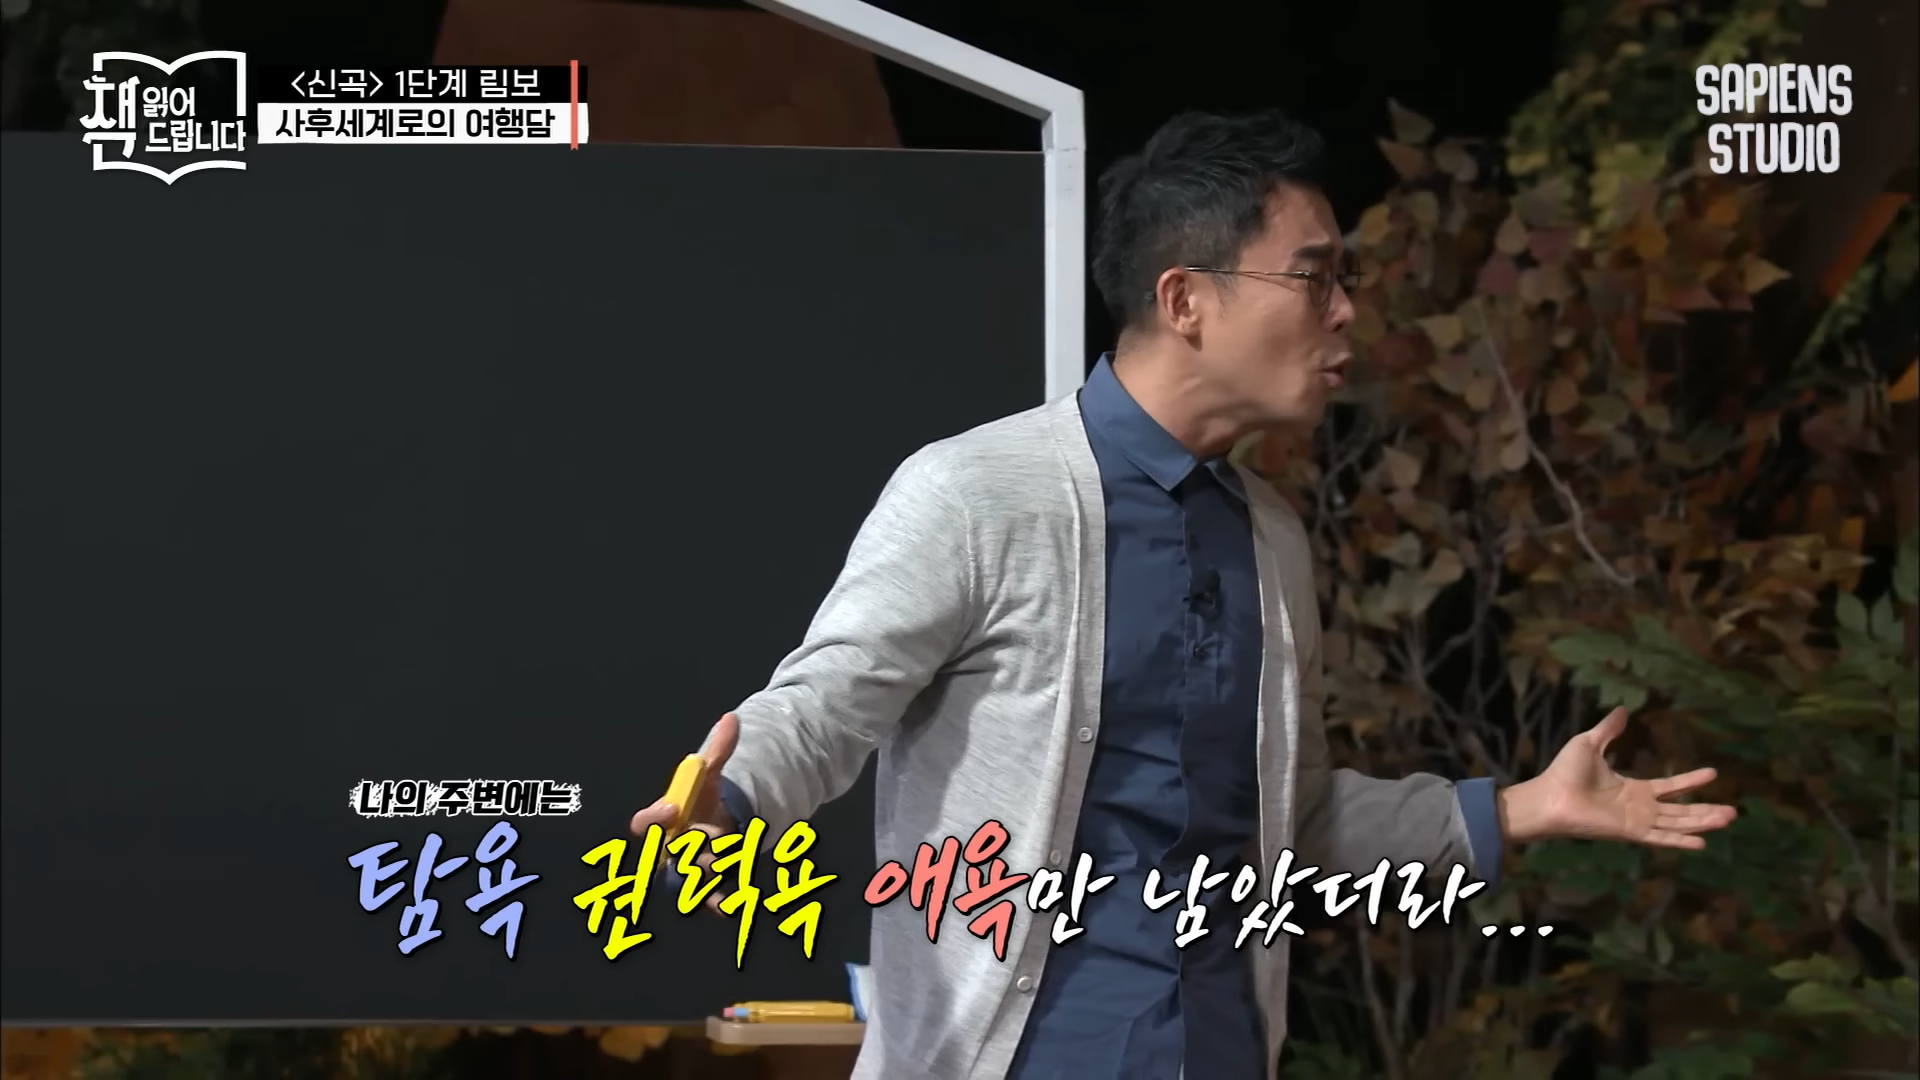 책 읽어드립니다
<신곡> 1단계 림보
사후세계로의 여행담
SAPIENS
STUDIO
나의 주변에는
탐욕 권력욕 애욕만 남았더라...